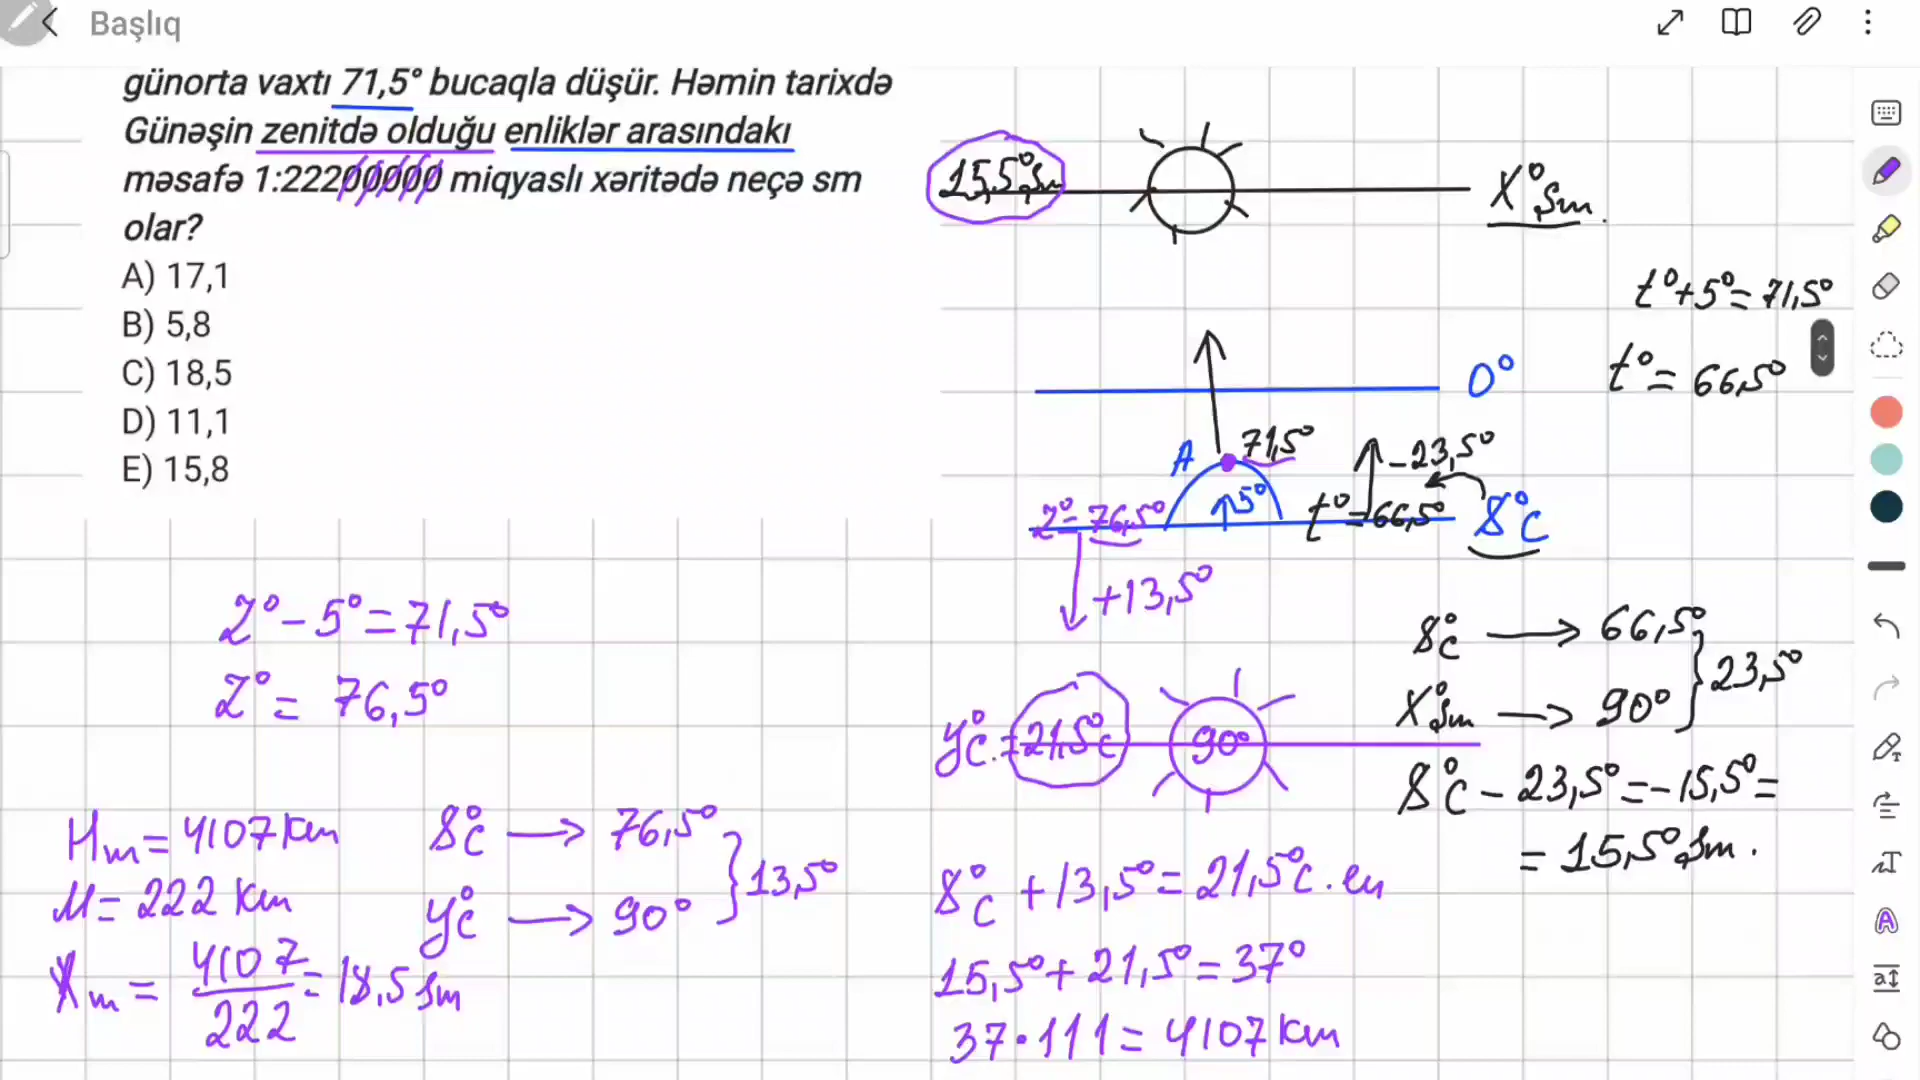 Başlıq
günorta vaxtı 71,5° bucaqla düşür. Həmin tarixdə
Günəşin zenitdə olduğu enliklər arasındakı
məsafə 1:22200000 miqyaslı xəritədə neçə sm
olar?
A) 17,1
B) 5,8
C) 18,5
D) 11,1
E) 15,8
15,5° şm
X° şm.
t° + 5° = 71,5°
t° = 66,5°
0°
A
71,5°
-23,5°
Z° = 76,5°
5°
t° = 66,5°
8°C
+13,5°
Z° - 5° = 71,5°
Z° = 76,5°
8°C → 66,5°
X° şm → 90°
23,5°
y°C. = 21,5°C
90°
8°C - 23,5° = -15,5° =
= 15,5° şm.
Hm = 4107 km
M = 222 km
Xm = 4107 / 222 = 18,5 sm
8°C → 76,5°
y°C → 90°
13,5°
8°C + 13,5° = 21,5°C. en
15,5° + 21,5° = 37°
37 · 111 = 4107 km